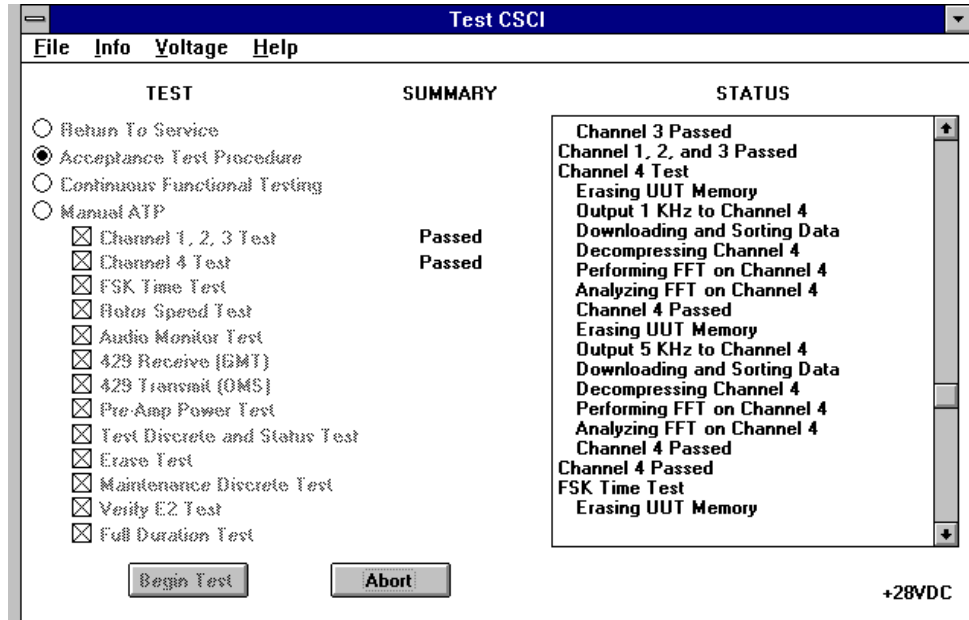 Test CSCI
File Info Voltage Help
TEST SUMMARY STATUS
Return To Service
Acceptance Test Procedure
Continuous Functional Testing
Manual ATP
Channel 1, 2, 3 Test Passed
Channel 4 Test Passed
FSK Time Test
Rotor Speed Test
Audio Monitor Test
429 Receive (GMT)
429 Transmit (OMS)
Pre-Amp Power Test
Test Discrete and Status Test
Erase Test
Maintenance Discrete Test
Verify E2 Test
Full Duration Test
Begin Test Abort
Channel 3 Passed
Channel 1, 2, and 3 Passed
Channel 4 Test
Erasing UUT Memory
Output 1 KHz to Channel 4
Downloading and Sorting Data
Decompressing Channel 4
Performing FFT on Channel 4
Analyzing FFT on Channel 4
Channel 4 Passed
Erasing UUT Memory
Output 5 KHz to Channel 4
Downloading and Sorting Data
Decompressing Channel 4
Performing FFT on Channel 4
Analyzing FFT on Channel 4
Channel 4 Passed
Channel 4 Passed
FSK Time Test
Erasing UUT Memory
+28VDC